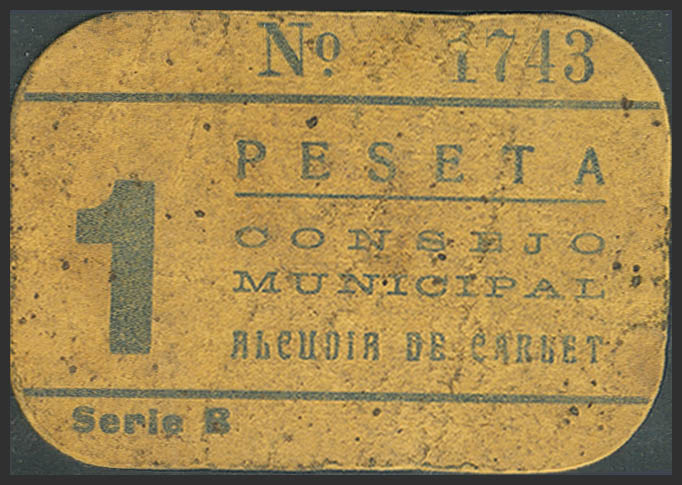 Nº 1743
PESETA
1
CONSEJO
MUNICIPAL
ALCUDIA DE CARLET
Serie B